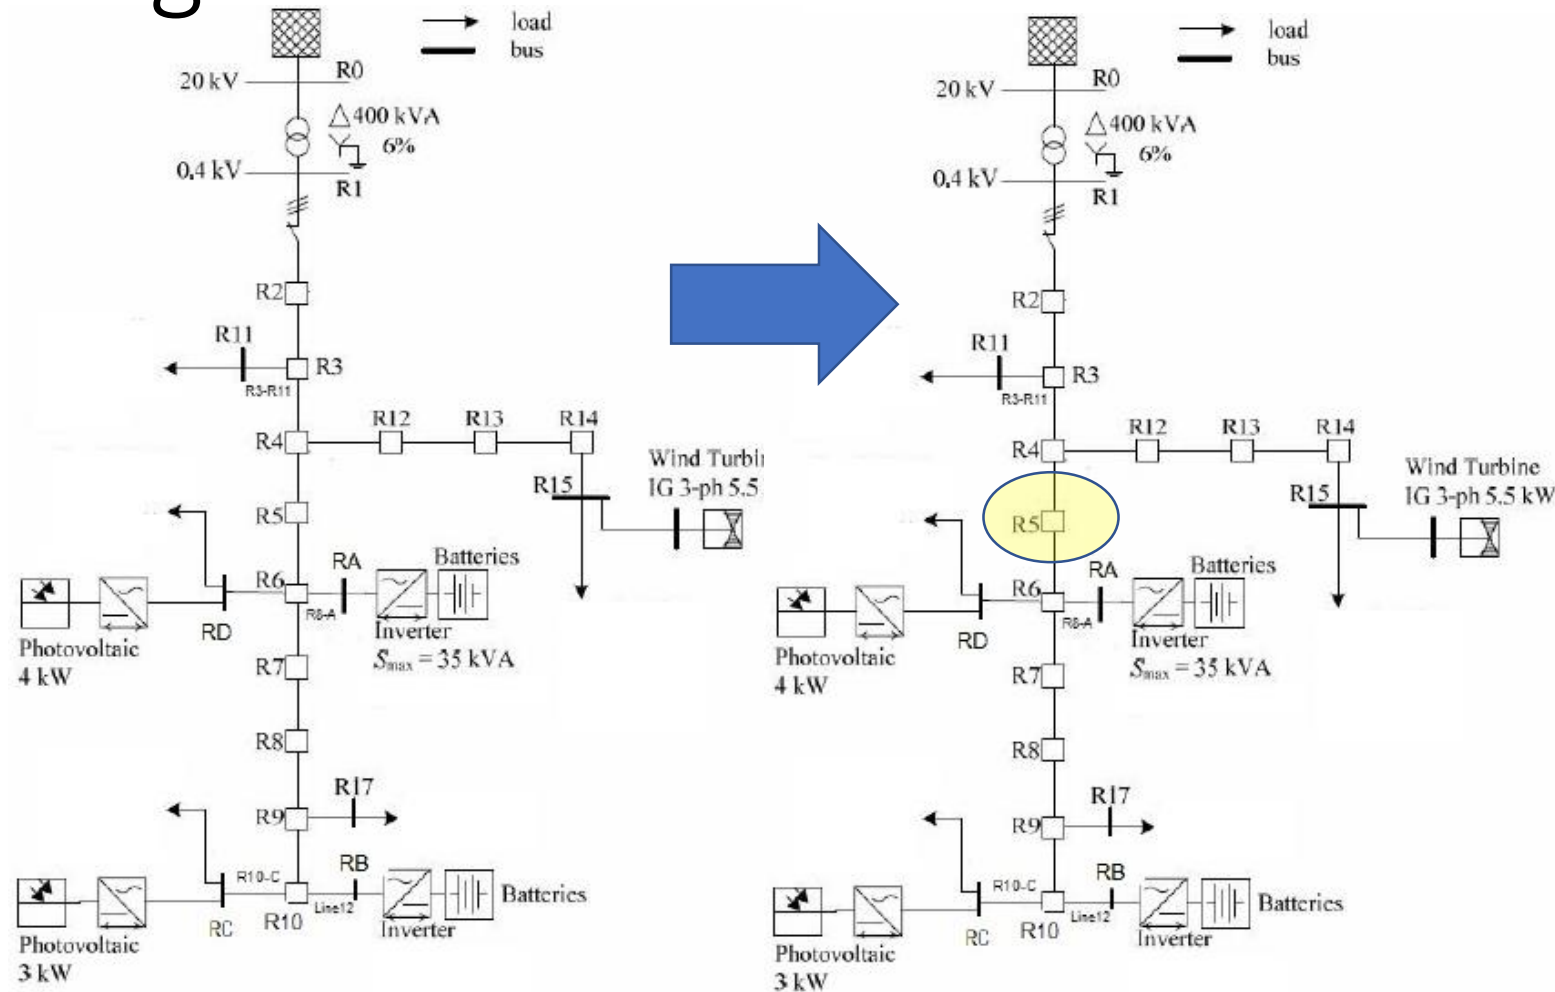 g
load
bus
20 kV
R0
400 kVA
6%
0.4 kV
R1
R2
R11
R3
R3-R11
R4
R12
R13
R14
Wind Turbi
IG 3-ph 5.5
R15
R5
RA
Batteries
R6
R8-A
RD
Inverter
Smax = 35 kVA
Photovoltaic
4 kW
R7
R8
R17
R9
RB
R10-C
Line12
Batteries
RC
R10
Inverter
Photovoltaic
3 kW
load
bus
20 kV
R0
400 kVA
6%
0.4 kV
R1
R2
R11
R3
R3-R11
R4
R12
R13
R14
Wind Turbine
IG 3-ph 5.5 kW
R15
R5
RA
Batteries
R6
R8-A
RD
Inverter
Smax = 35 kVA
Photovoltaic
4 kW
R7
R8
R17
R9
RB
R10-C
Line12
Batteries
RC
R10
Inverter
Photovoltaic
3 kW